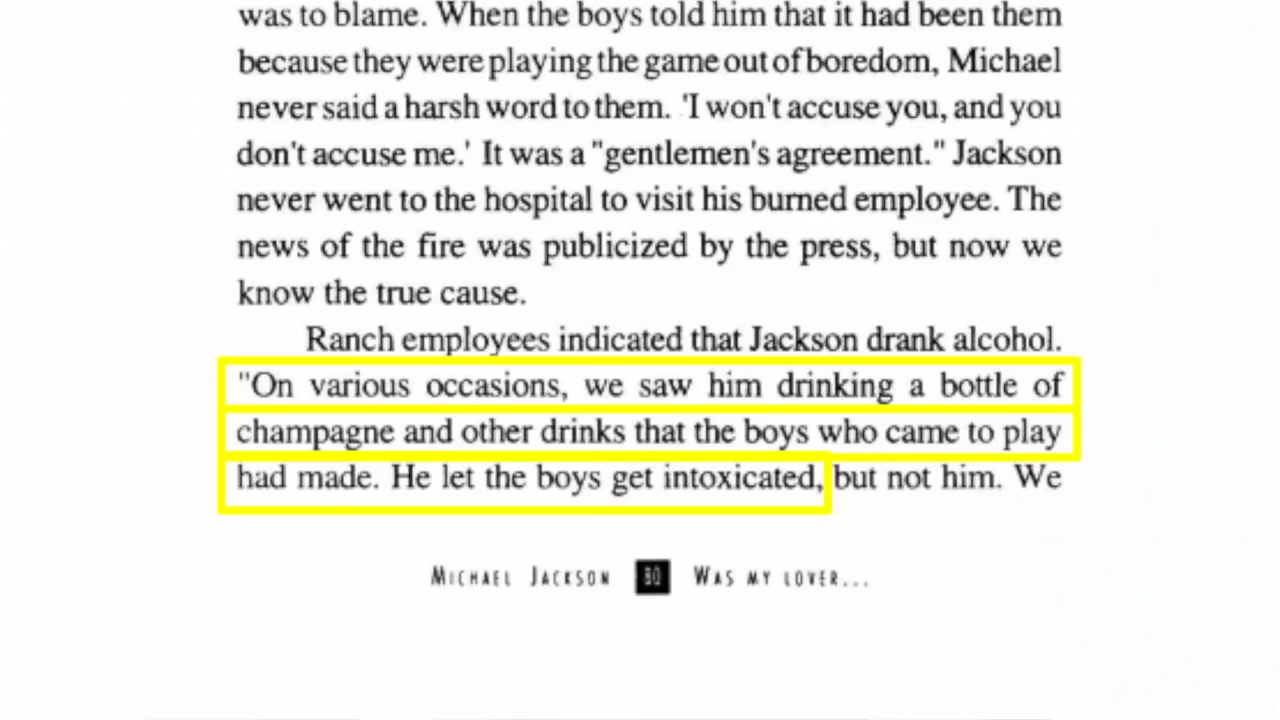 was to blame. When the boys told him that it had been them
because they were playing the game out of boredom, Michael
never said a harsh word to them. 'I won't accuse you, and you
don't accuse me.' It was a "gentlemen's agreement." Jackson
never went to the hospital to visit his burned employee. The
news of the fire was publicized by the press, but now we
know the true cause.
Ranch employees indicated that Jackson drank alcohol.
"On various occasions, we saw him drinking a bottle of
champagne and other drinks that the boys who came to play
had made. He let the boys get intoxicated, but not him. We
MICHAEL JACKSON 80 WAS MY LOVER...